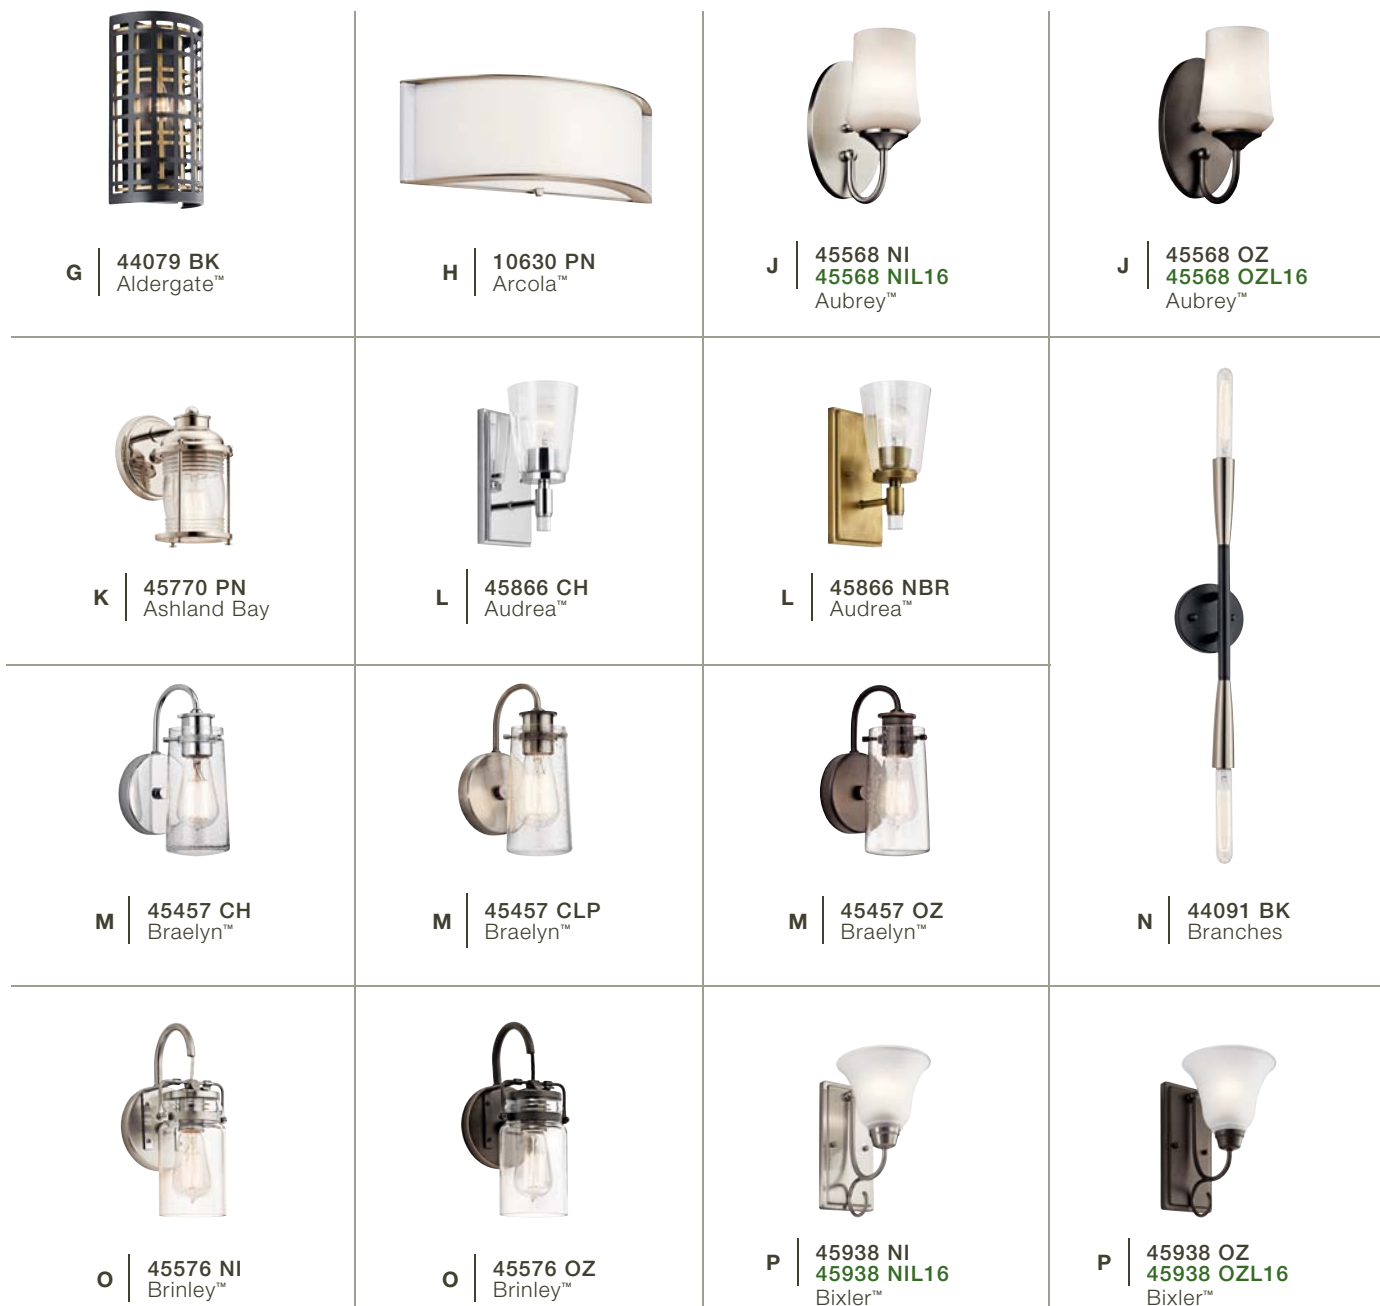 G
44079 BK
Aldergate™
H
10630 PN
Arcola™
J
45568 NI
45568 NIL16
Aubrey™
J
45568 OZ
45568 OZL16
Aubrey™
K
45770 PN
Ashland Bay
L
45866 CH
Audrea™
L
45866 NBR
Audrea™
M
45457 CH
Braelyn™
M
45457 CLP
Braelyn™
M
45457 OZ
Braelyn™
N
44091 BK
Branches
O
45576 NI
Brinley™
O
45576 OZ
Brinley™
P
45938 NI
45938 NIL16
Bixler™
P
45938 OZ
45938 OZL16
Bixler™